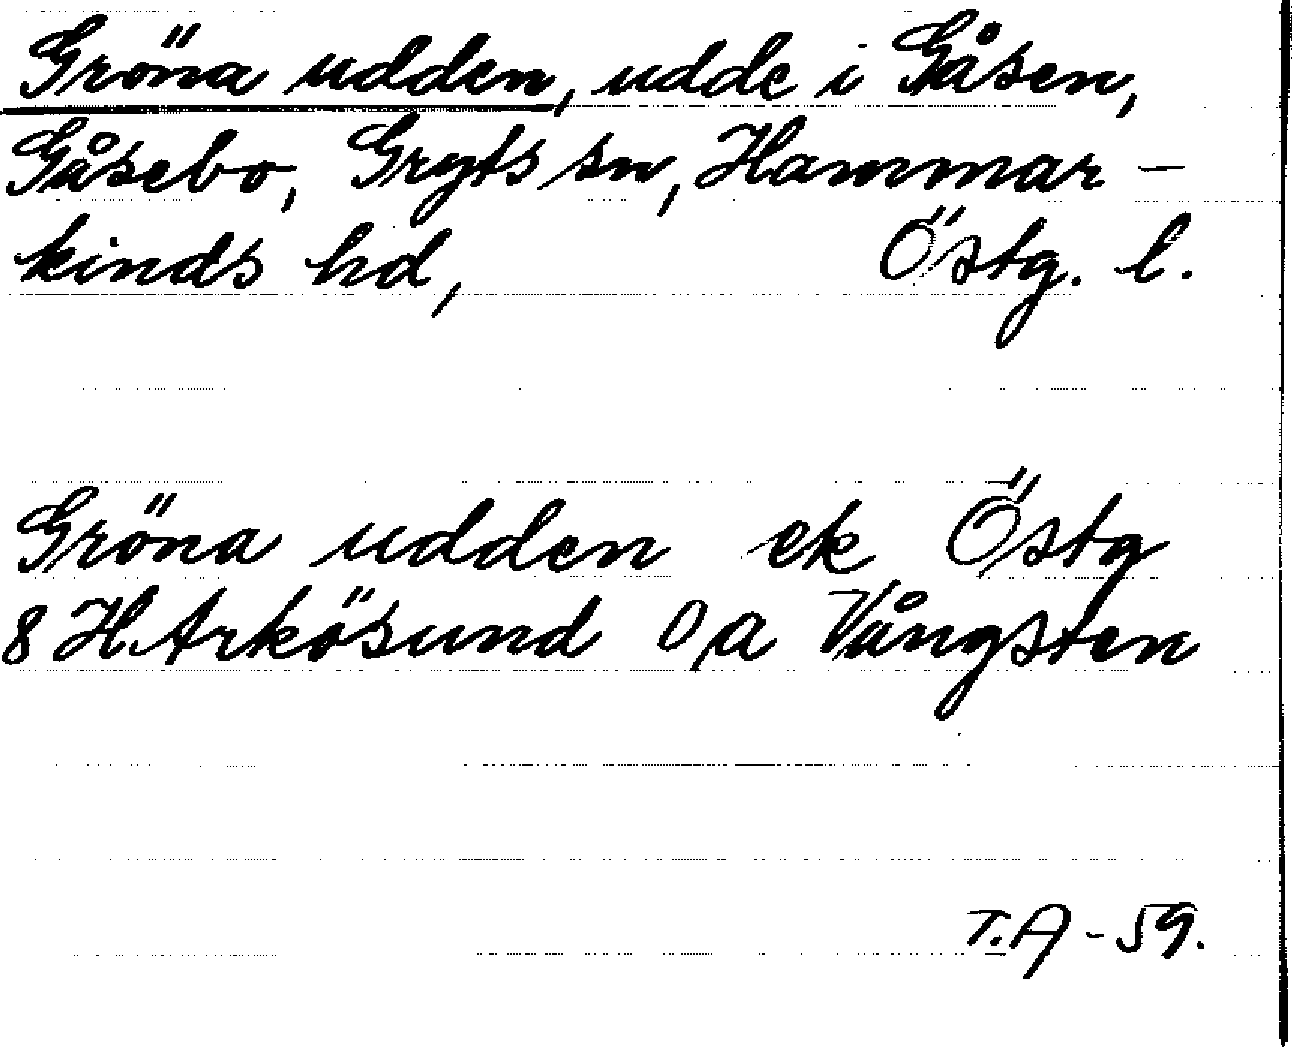 Gröna udden, udde i Gåsen,
Gåsebo, Gryts sn, Hammar-
kinds hd, Östg. l.
Gröna udden ek Östg
8 H Arkösund 0/a Vångsten
T.A - 59.